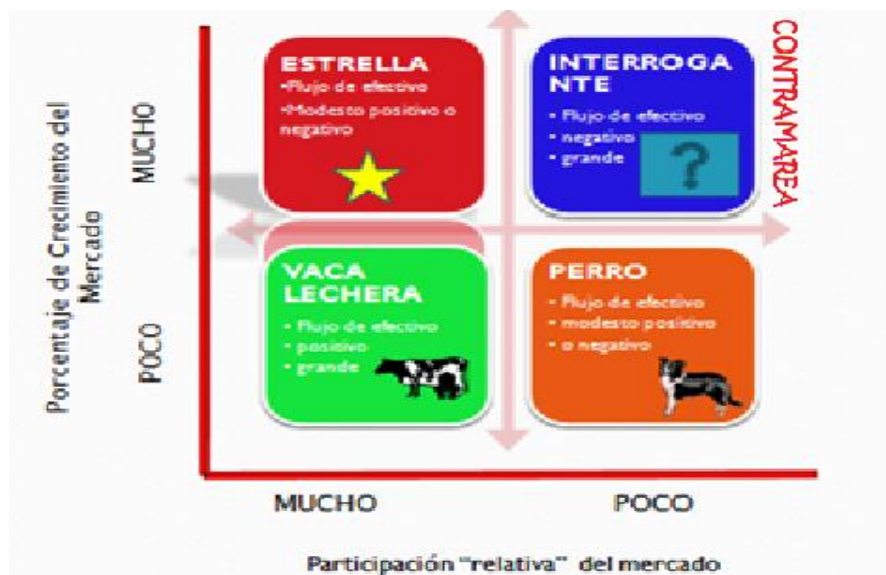 ESTRELLA
•Flujo de efectivo
•Modesto positivo o
negativo
INTERROGA
NTE
• Flujo de efectivo
• negativo
• grande
?
CONTRAMAREA
VACA
LECHERA
• Flujo de efectivo
• positivo
• grande
PERRO
• Flujo de efectivo
• modesto positivo
• o negativo
Porcentaje de Crecimiento del
Mercado
MUCHO
POCO
MUCHO
POCO
Participación "relativa" del mercado